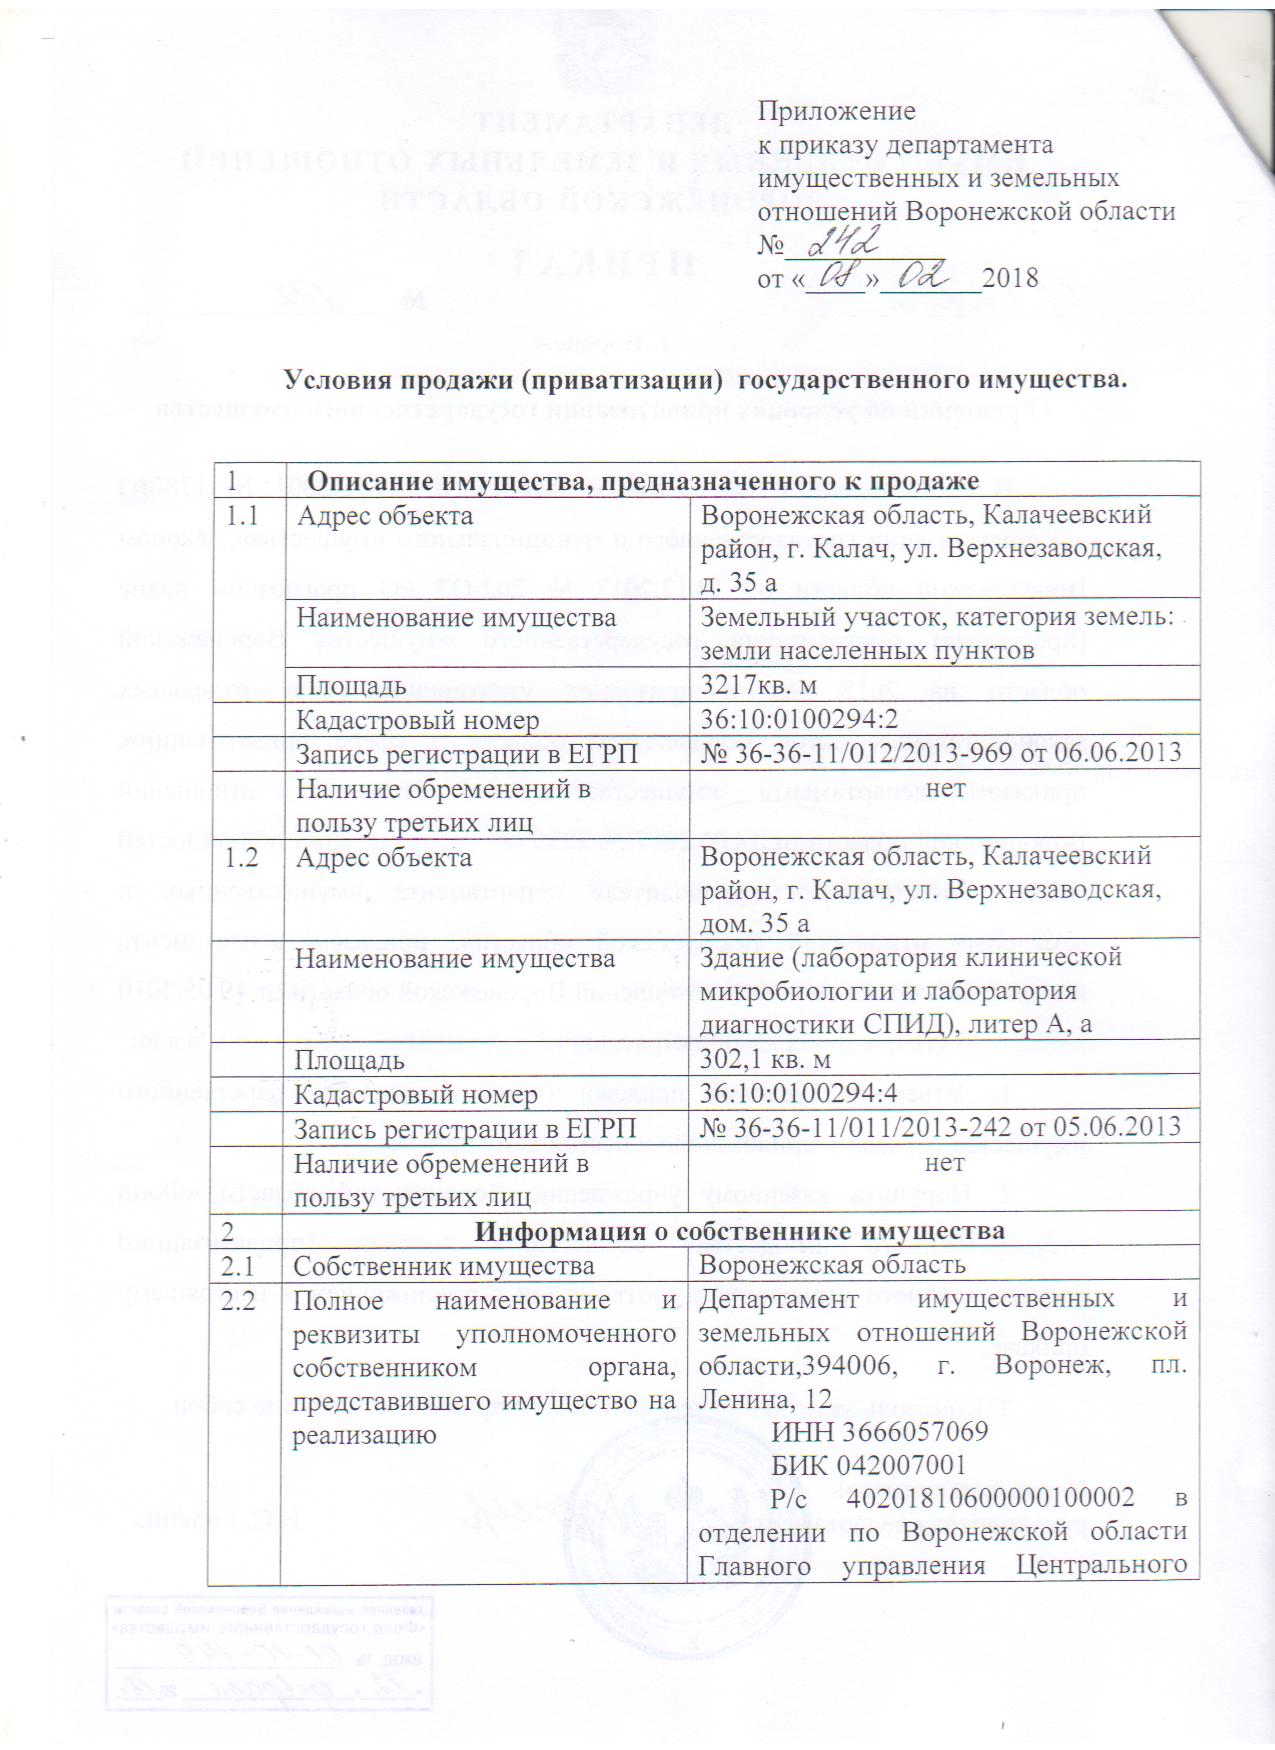 Приложение
к приказу департамента
имущественных и земельных
отношений Воронежской области
№ 242
от «08» 02 2018
Условия продажи (приватизации) государственного имущества.
1 Описание имущества, предназначенного к продаже
1.1 Адрес объекта Воронежская область, Калачеевский
район, г. Калач, ул. Верхнезаводская,
д. 35 а
Наименование имущества Земельный участок, категория земель:
земли населенных пунктов
Площадь 3217кв. м
Кадастровый номер 36:10:0100294:2
Запись регистрации в ЕГРП № 36-36-11/012/2013-969 от 06.06.2013
Наличие обременений в нет
пользу третьих лиц
1.2 Адрес объекта Воронежская область, Калачеевский
район, г. Калач, ул. Верхнезаводская,
дом. 35 а
Наименование имущества Здание (лаборатория клинической
микробиологии и лаборатория
диагностики СПИД), литер А, а
Площадь 302,1 кв. м
Кадастровый номер 36:10:0100294:4
Запись регистрации в ЕГРП № 36-36-11/011/2013-242 от 05.06.2013
Наличие обременений в нет
пользу третьих лиц
2 Информация о собственнике имущества
2.1 Собственник имущества Воронежская область
2.2 Полное наименование и Департамент имущественных и
реквизиты уполномоченного земельных отношений Воронежской
собственником органа, области,394006, г. Воронеж, пл.
представившего имущество на Ленина, 12
реализацию ИНН 3666057069
БИК 042007001
Р/с 40201810600000100002 в
отделении по Воронежской области
Главного управления Центрального